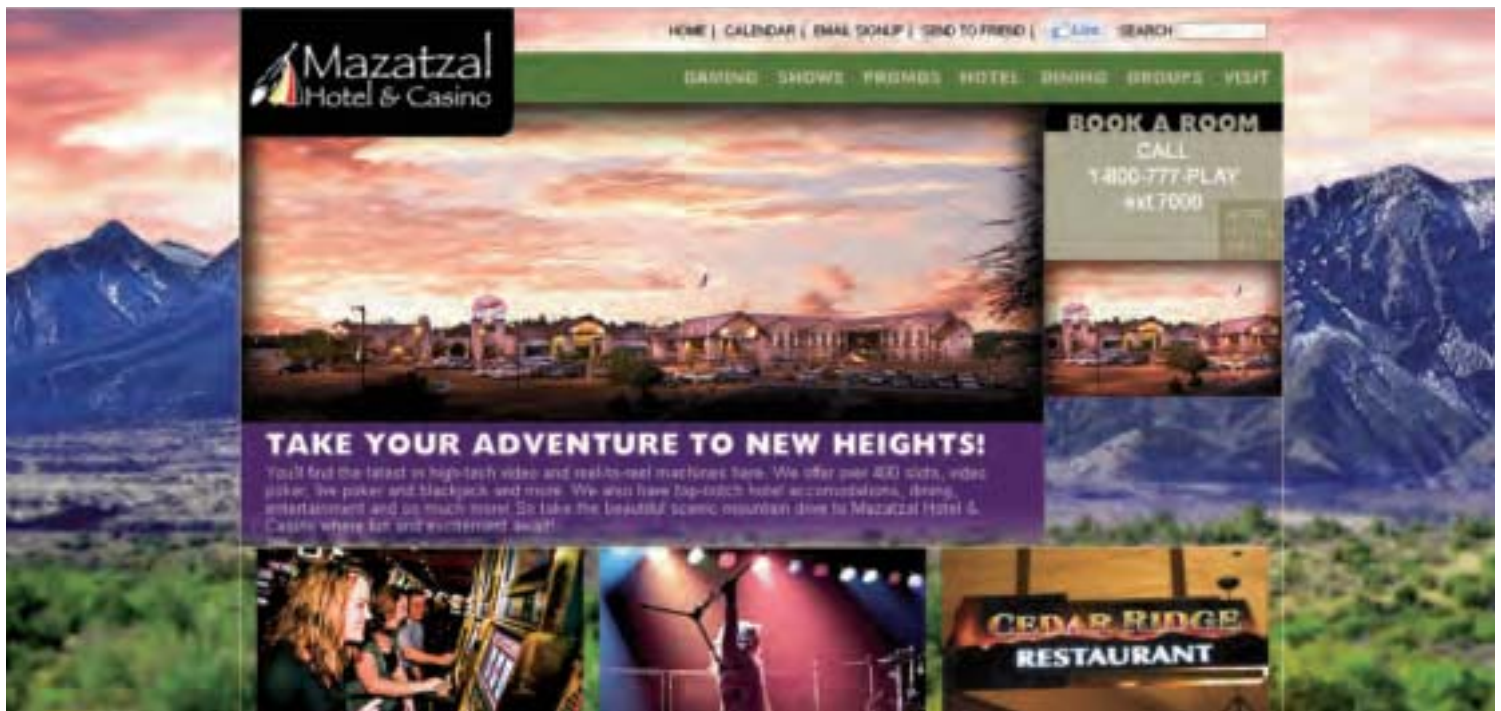 Mazatzal
Hotel & Casino
HOME | CALENDAR | EMAIL SIGNUP | SEND TO FRIEND | Like SEARCH
GAMING SHOWS PROMOS HOTEL DINING GROUPS VISIT
BOOK A ROOM
CALL
1-800-777-PLAY
ext.7000
TAKE YOUR ADVENTURE TO NEW HEIGHTS!
You'll find the latest in high-tech video and reel-to-reel machines here. We offer over 400 slots, video
poker, live poker and blackjack and more. We also have top-notch hotel accomodations, dining,
entertainment and so much more! So take the beautiful scenic mountain drive to Mazatzal Hotel &
Casino where fun and excitement await!
CEDAR RIDGE
RESTAURANT